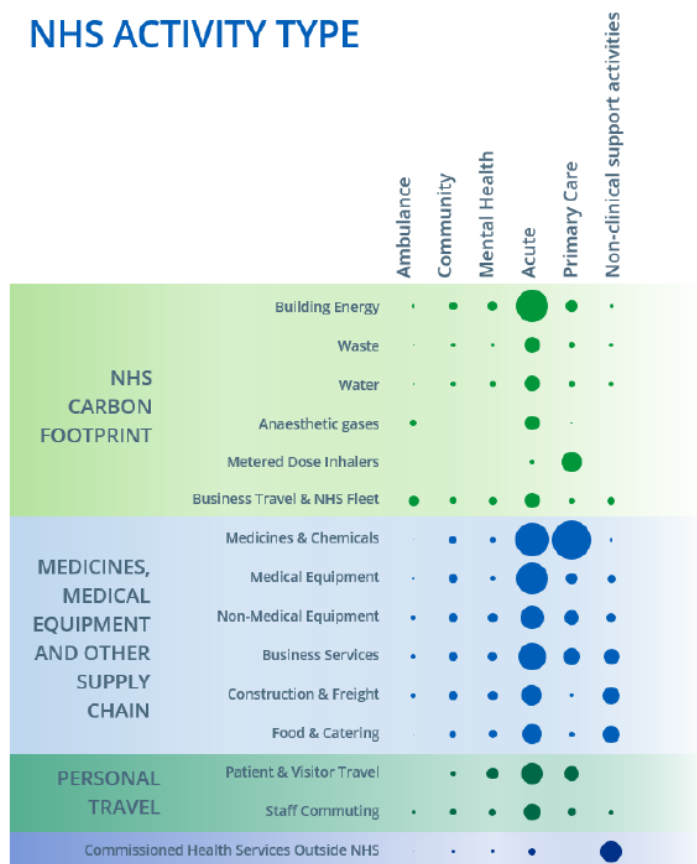 NHS ACTIVITY TYPE
Ambulance
Community
Mental Health
Acute
Primary Care
Non-clinical support activities
NHS
CARBON
FOOTPRINT
Building Energy
Waste
Water
Anaesthetic gases
Metered Dose Inhalers
Business Travel & NHS Fleet
MEDICINES,
MEDICAL
EQUIPMENT
AND OTHER
SUPPLY
CHAIN
Medicines & Chemicals
Medical Equipment
Non-Medical Equipment
Business Services
Construction & Freight
Food & Catering
PERSONAL
TRAVEL
Patient & Visitor Travel
Staff Commuting
Commissioned Health Services Outside NHS